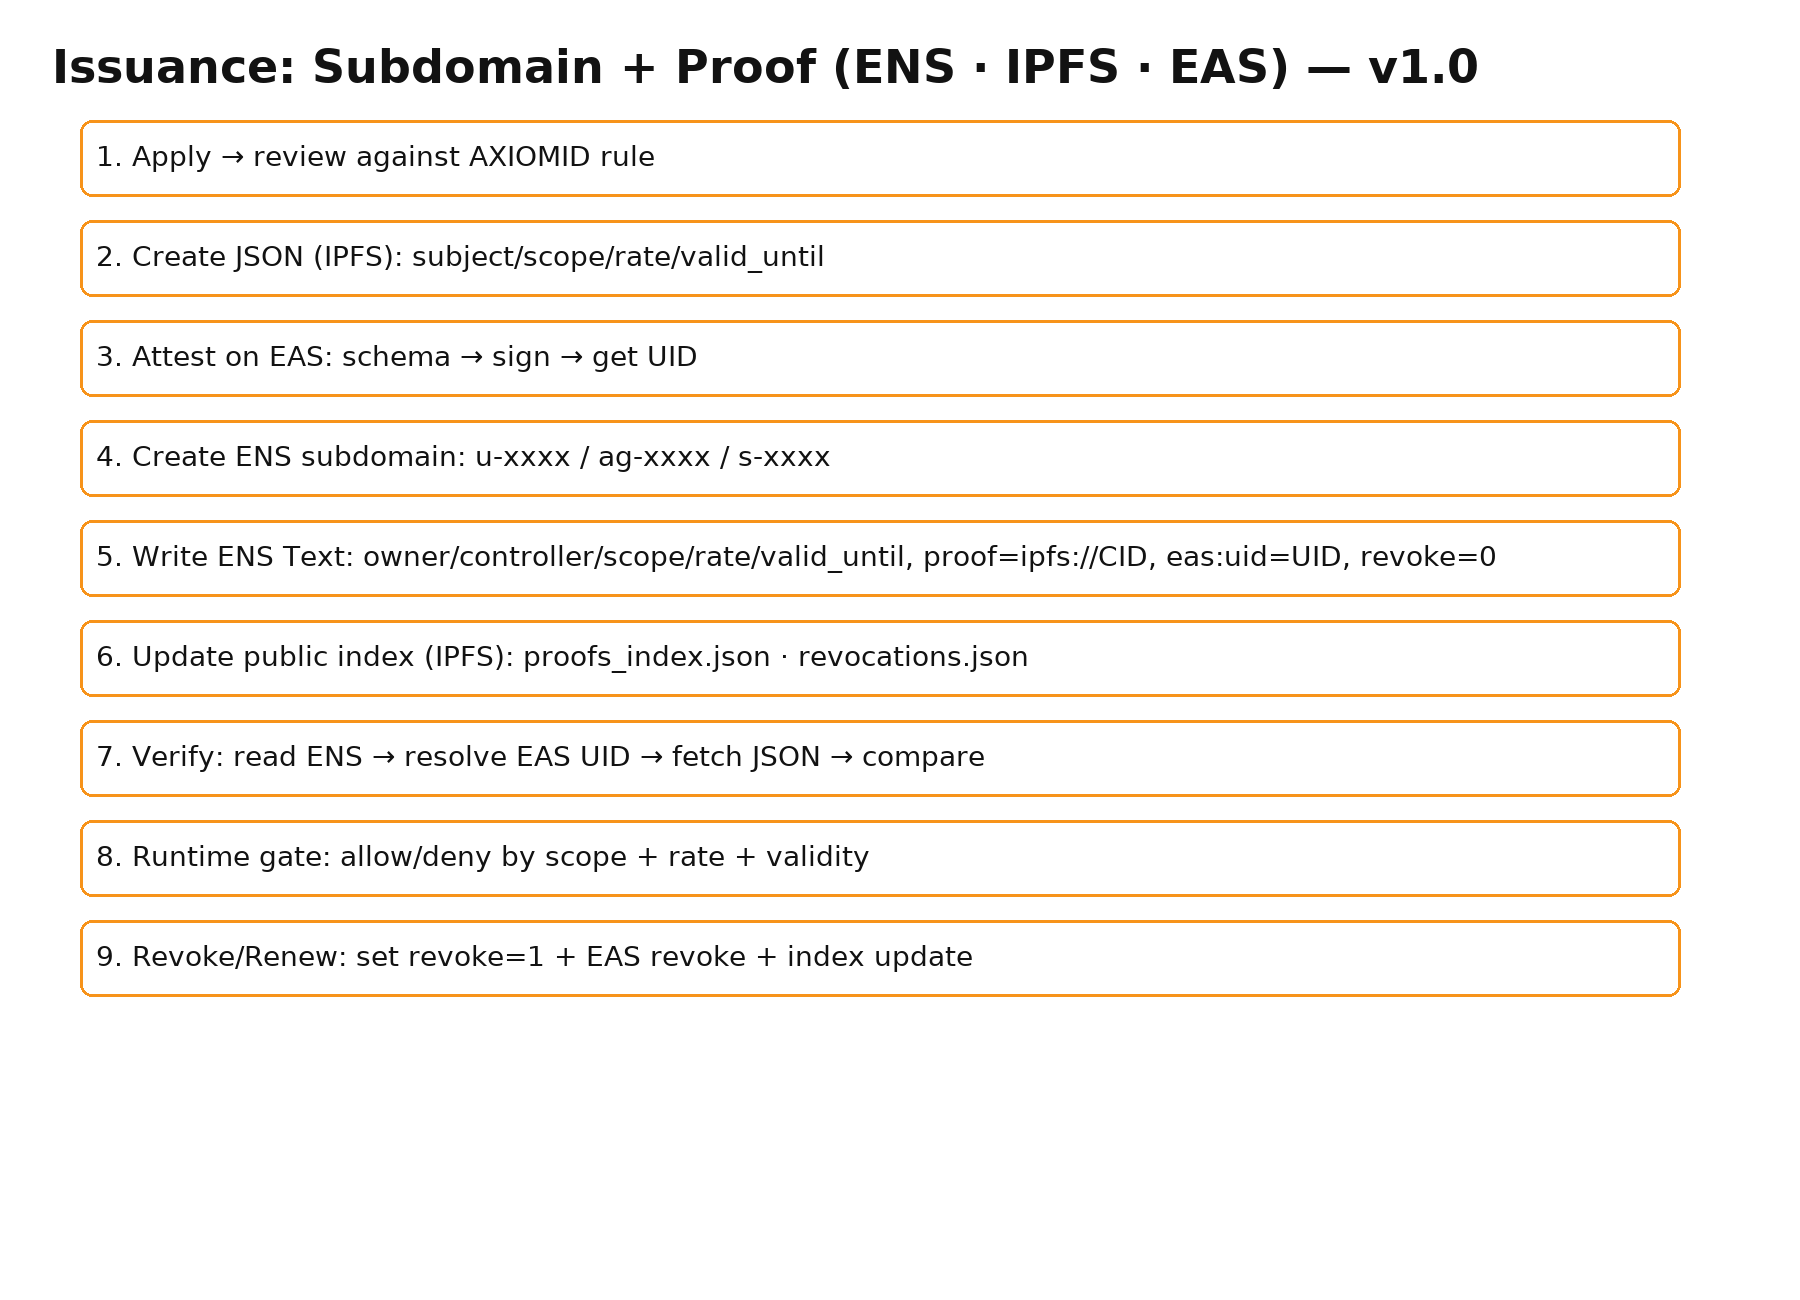 Issuance: Subdomain + Proof (ENS · IPFS · EAS) — v1.0
1. Apply → review against AXIOMID rule
2. Create JSON (IPFS): subject/scope/rate/valid_until
3. Attest on EAS: schema → sign → get UID
4. Create ENS subdomain: u-xxxx / ag-xxxx / s-xxxx
5. Write ENS Text: owner/controller/scope/rate/valid_until, proof=ipfs://CID, eas:uid=UID, revoke=0
6. Update public index (IPFS): proofs_index.json · revocations.json
7. Verify: read ENS → resolve EAS UID → fetch JSON → compare
8. Runtime gate: allow/deny by scope + rate + validity
9. Revoke/Renew: set revoke=1 + EAS revoke + index update